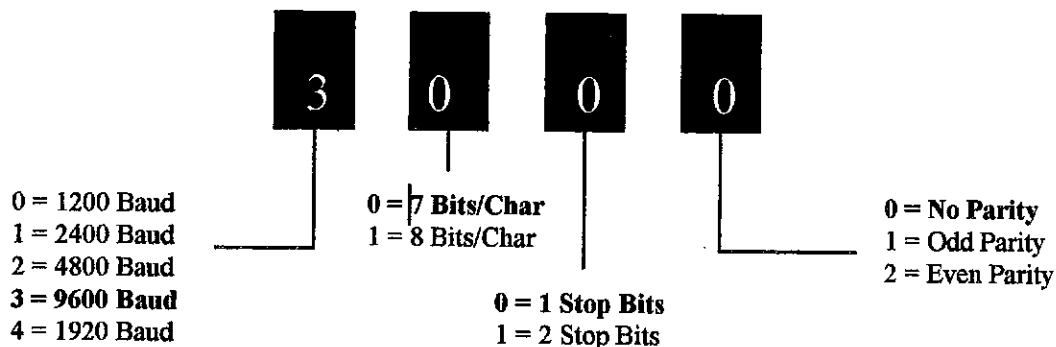 3 0 0 0
0 = 1200 Baud
1 = 2400 Baud
2 = 4800 Baud
3 = 9600 Baud
4 = 1920 Baud
0 = 7 Bits/Char
1 = 8 Bits/Char
0 = 1 Stop Bits
1 = 2 Stop Bits
0 = No Parity
1 = Odd Parity
2 = Even Parity